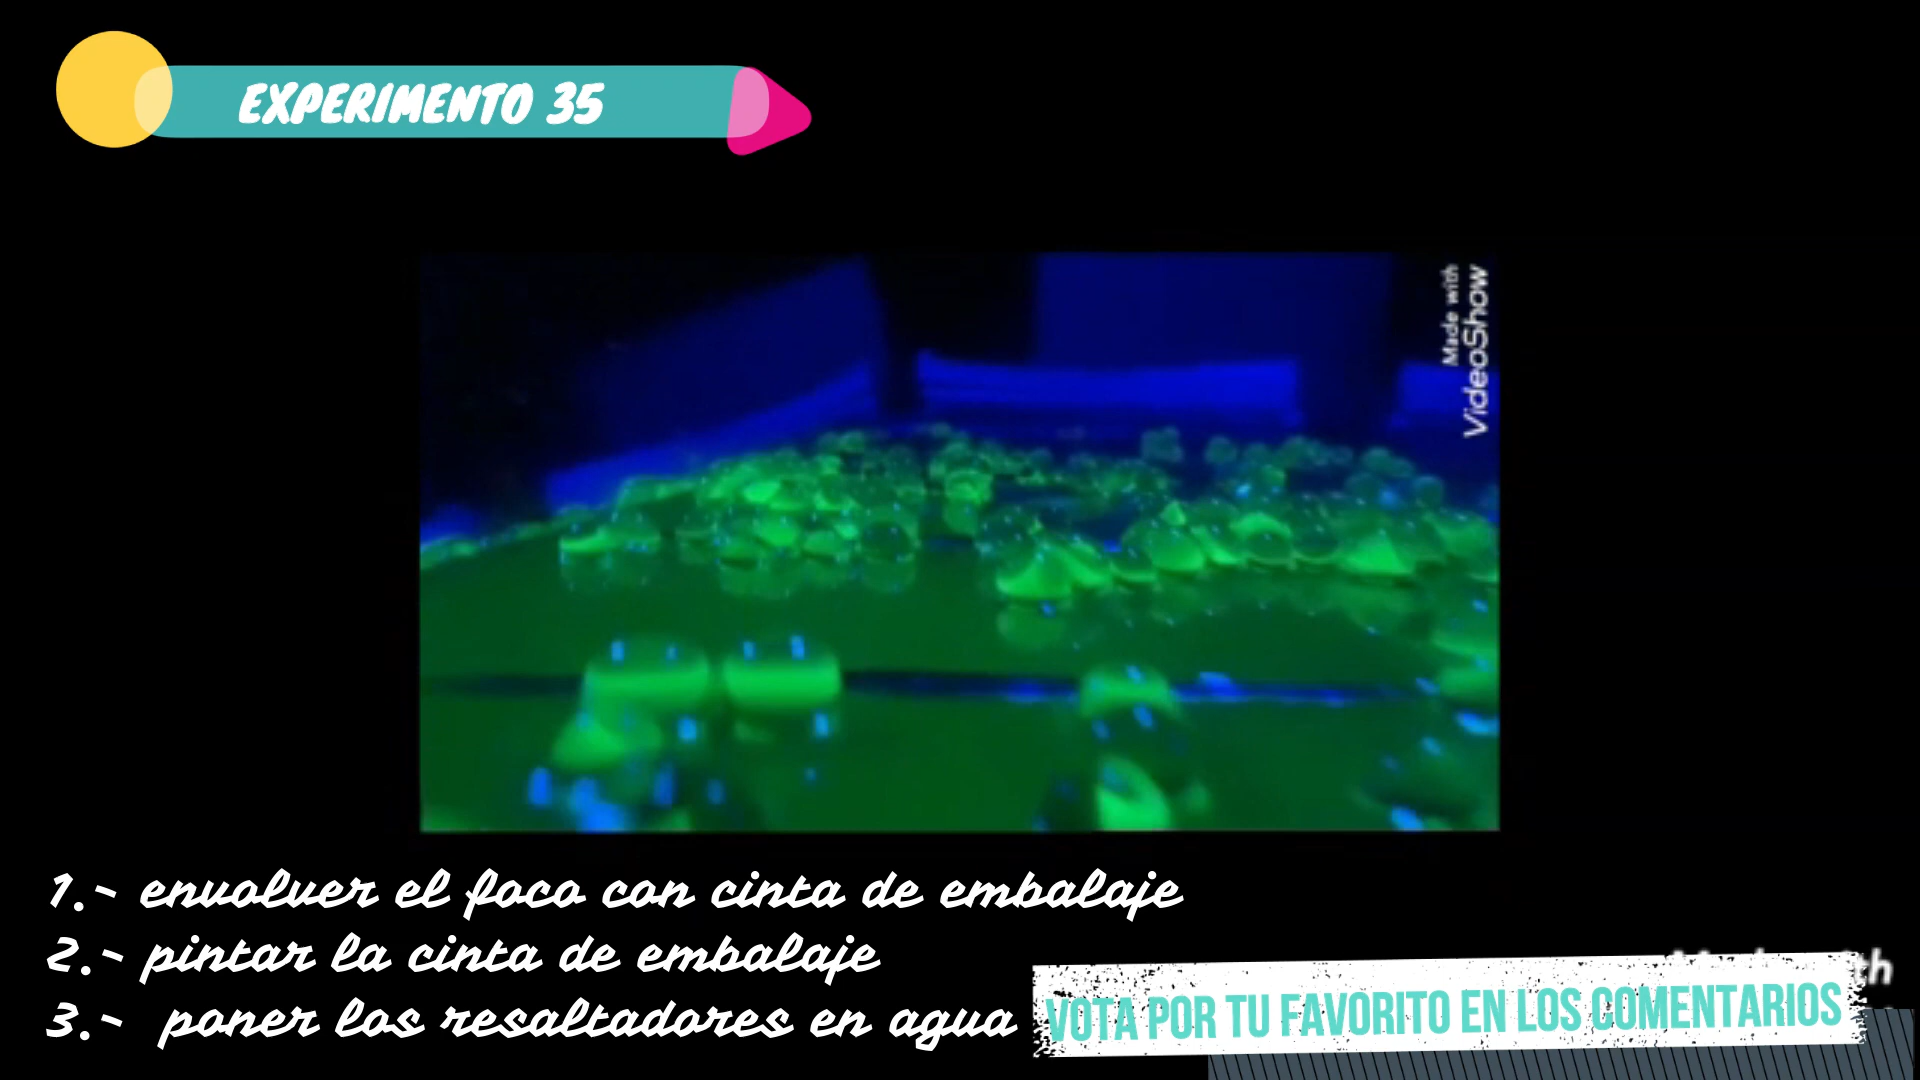 EXPERIMENTO 35
Made with
VideoShow
1.- envolver el foco con cinta de embalaje
2.- pintar la cinta de embalaje
3.- poner los resaltadores en agua
VOTA POR TU FAVORITO EN LOS COMENTARIOS